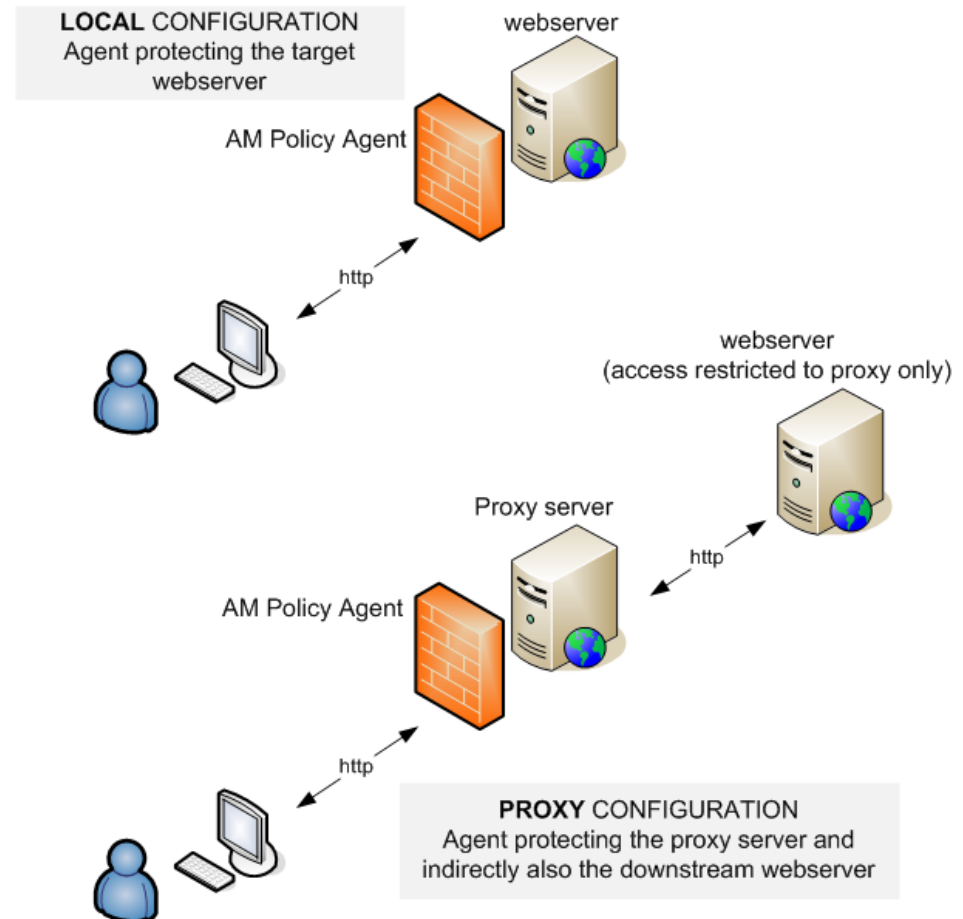 LOCAL CONFIGURATION
Agent protecting the target
webserver
webserver
AM Policy Agent
http
webserver
(access restricted to proxy only)
Proxy server
http
AM Policy Agent
http
PROXY CONFIGURATION
Agent protecting the proxy server and
indirectly also the downstream webserver